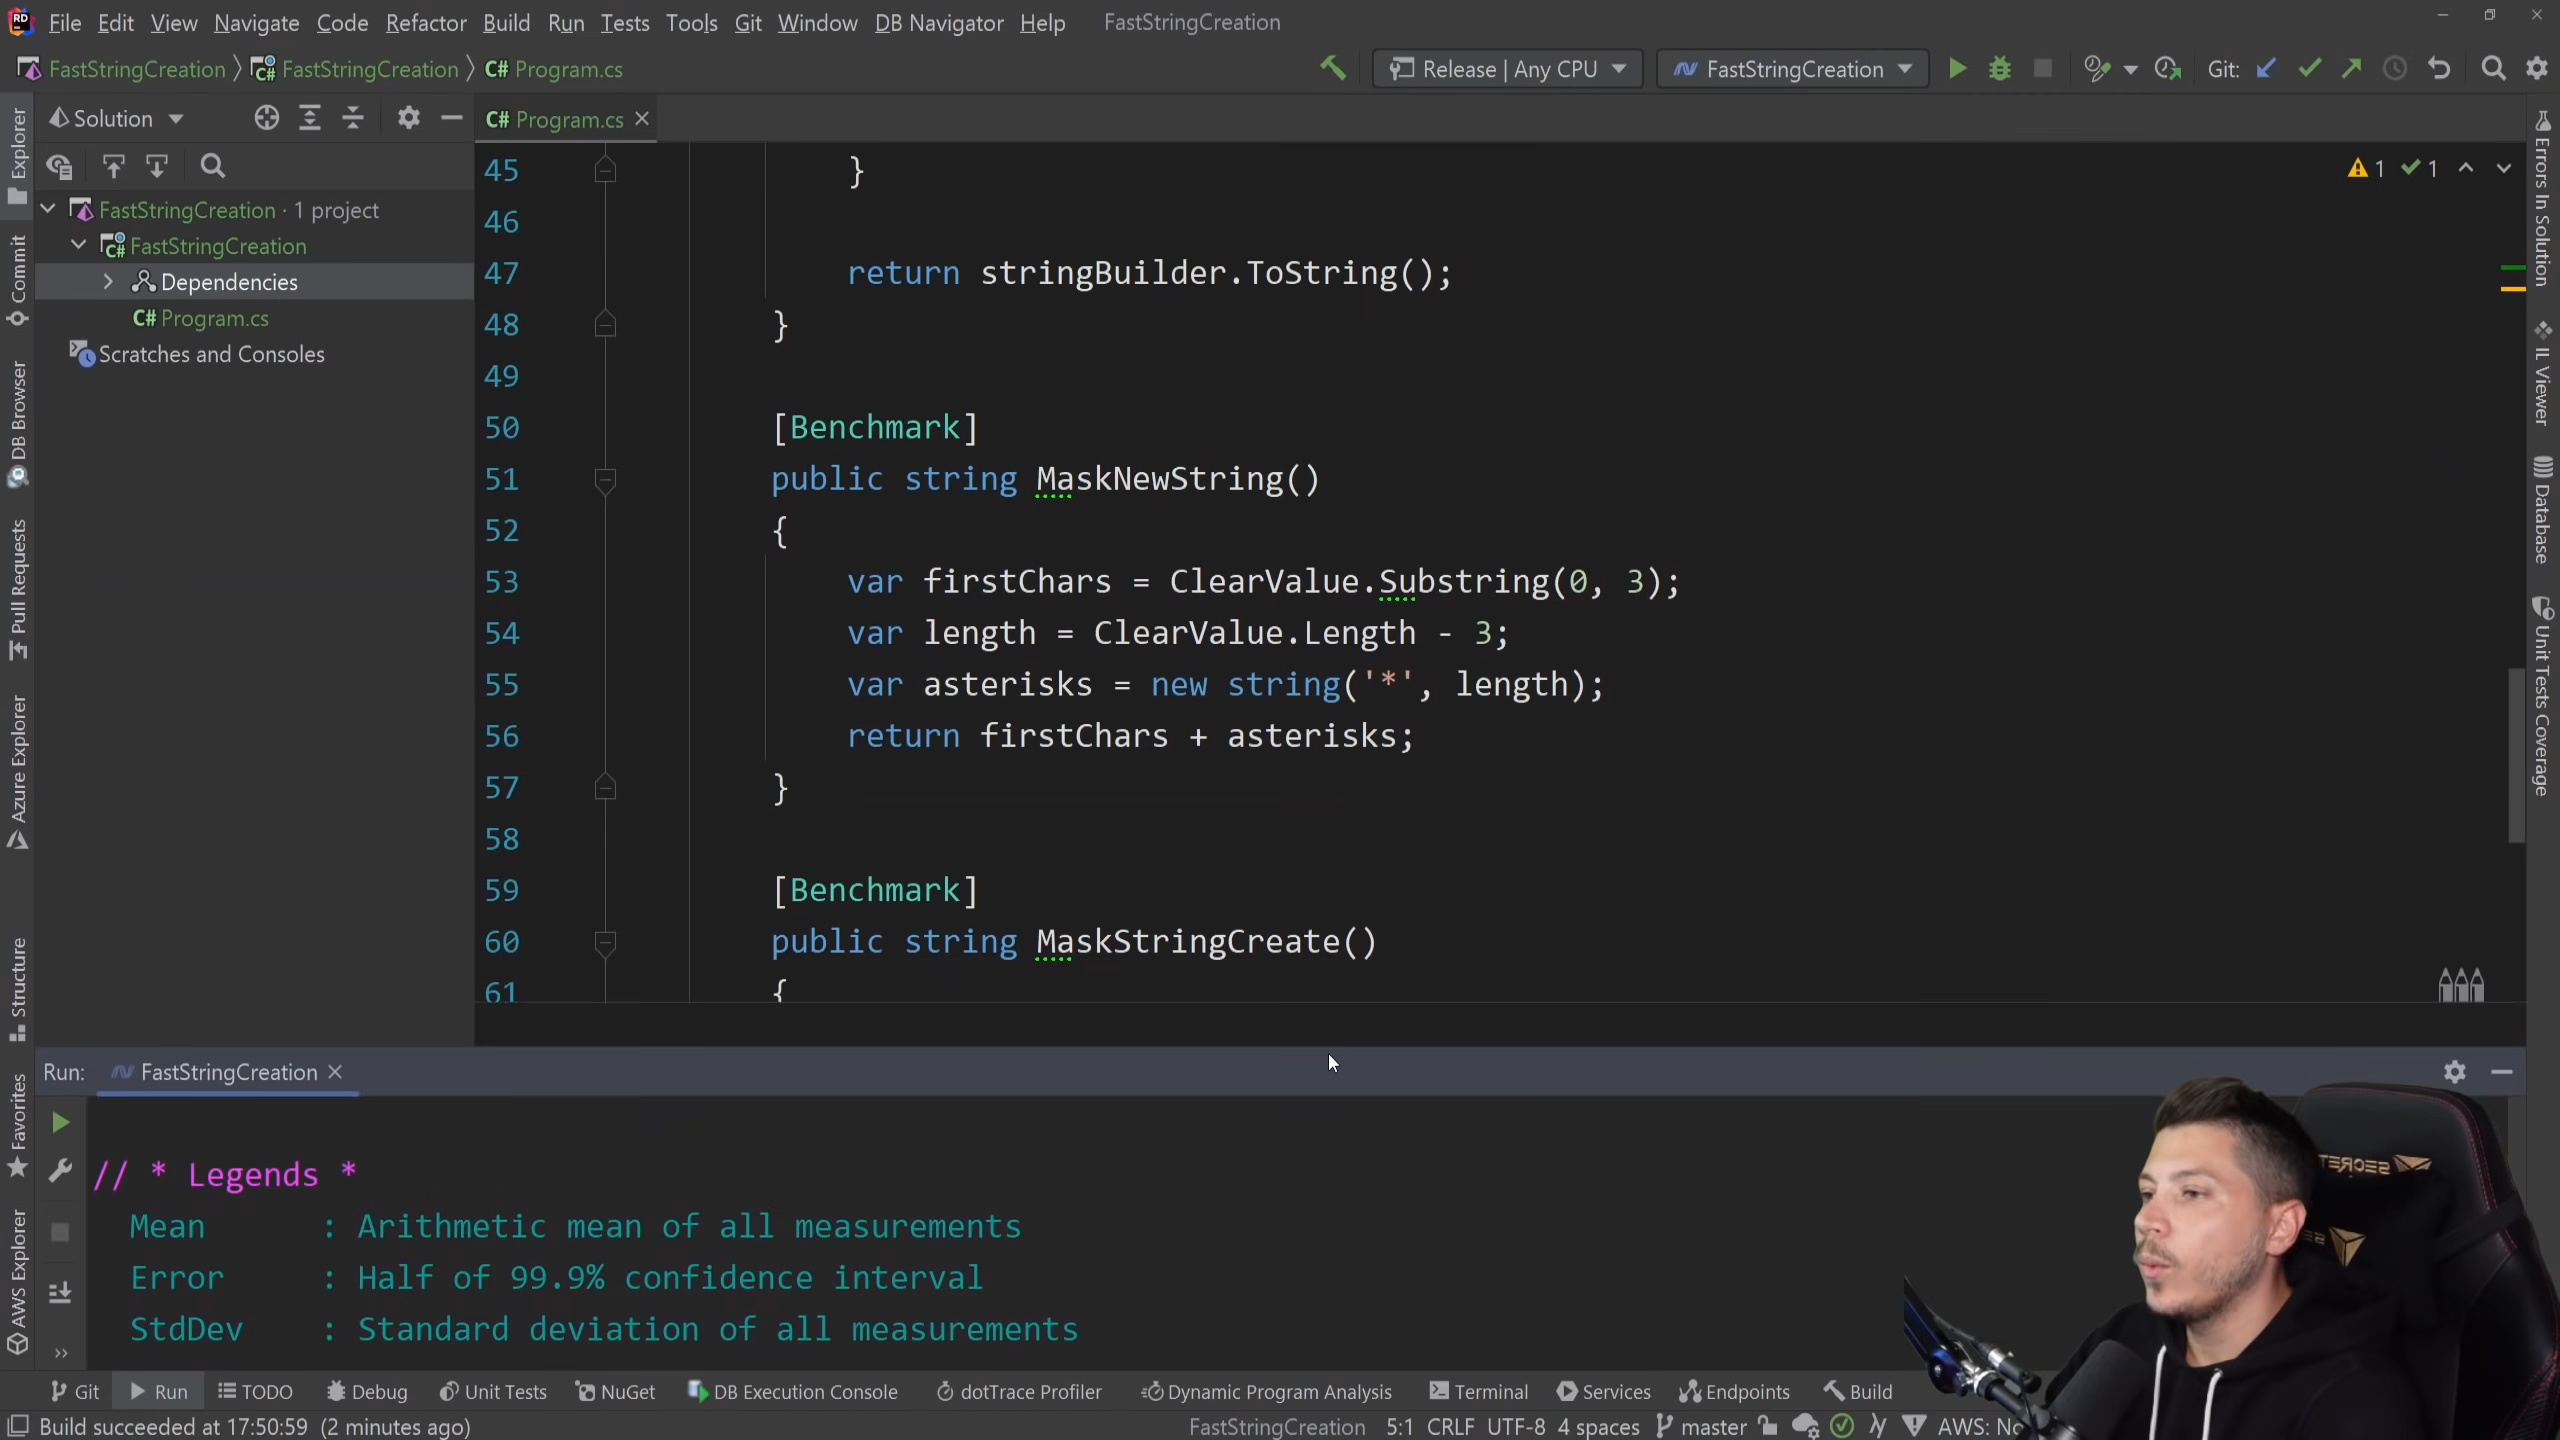 RD File Edit View Navigate Code Refactor Build Run Tests Tools Git Window DB Navigator Help FastStringCreation
FastStringCreation FastStringCreation C# Program.cs Release | Any CPU FastStringCreation Git:
Solution C# Program.cs
FastStringCreation · 1 project
C# FastStringCreation
Dependencies
C# Program.cs
Scratches and Consoles
Explorer
Commit
DB Browser
Pull Requests
Azure Explorer
Structure
Favorites
AWS Explorer
45 }
46
47 return stringBuilder.ToString();
48 }
49
50 [Benchmark]
51 public string MaskNewString()
52 {
53 var firstChars = ClearValue.Substring(0, 3);
54 var length = ClearValue.Length - 3;
55 var asterisks = new string('*', length);
56 return firstChars + asterisks;
57 }
58
59 [Benchmark]
60 public string MaskStringCreate()
61 {
1 1
Errors In Solution
IL Viewer
Database
Unit Tests Coverage
Run: FastStringCreation
// * Legends *
Mean : Arithmetic mean of all measurements
Error : Half of 99.9% confidence interval
StdDev : Standard deviation of all measurements
SECRET
Git Run TODO Debug Unit Tests NuGet DB Execution Console dotTrace Profiler Dynamic Program Analysis Terminal Services Endpoints Build
Build succeeded at 17:50:59 (2 minutes ago) FastStringCreation 5:1 CRLF UTF-8 4 spaces master AWS: